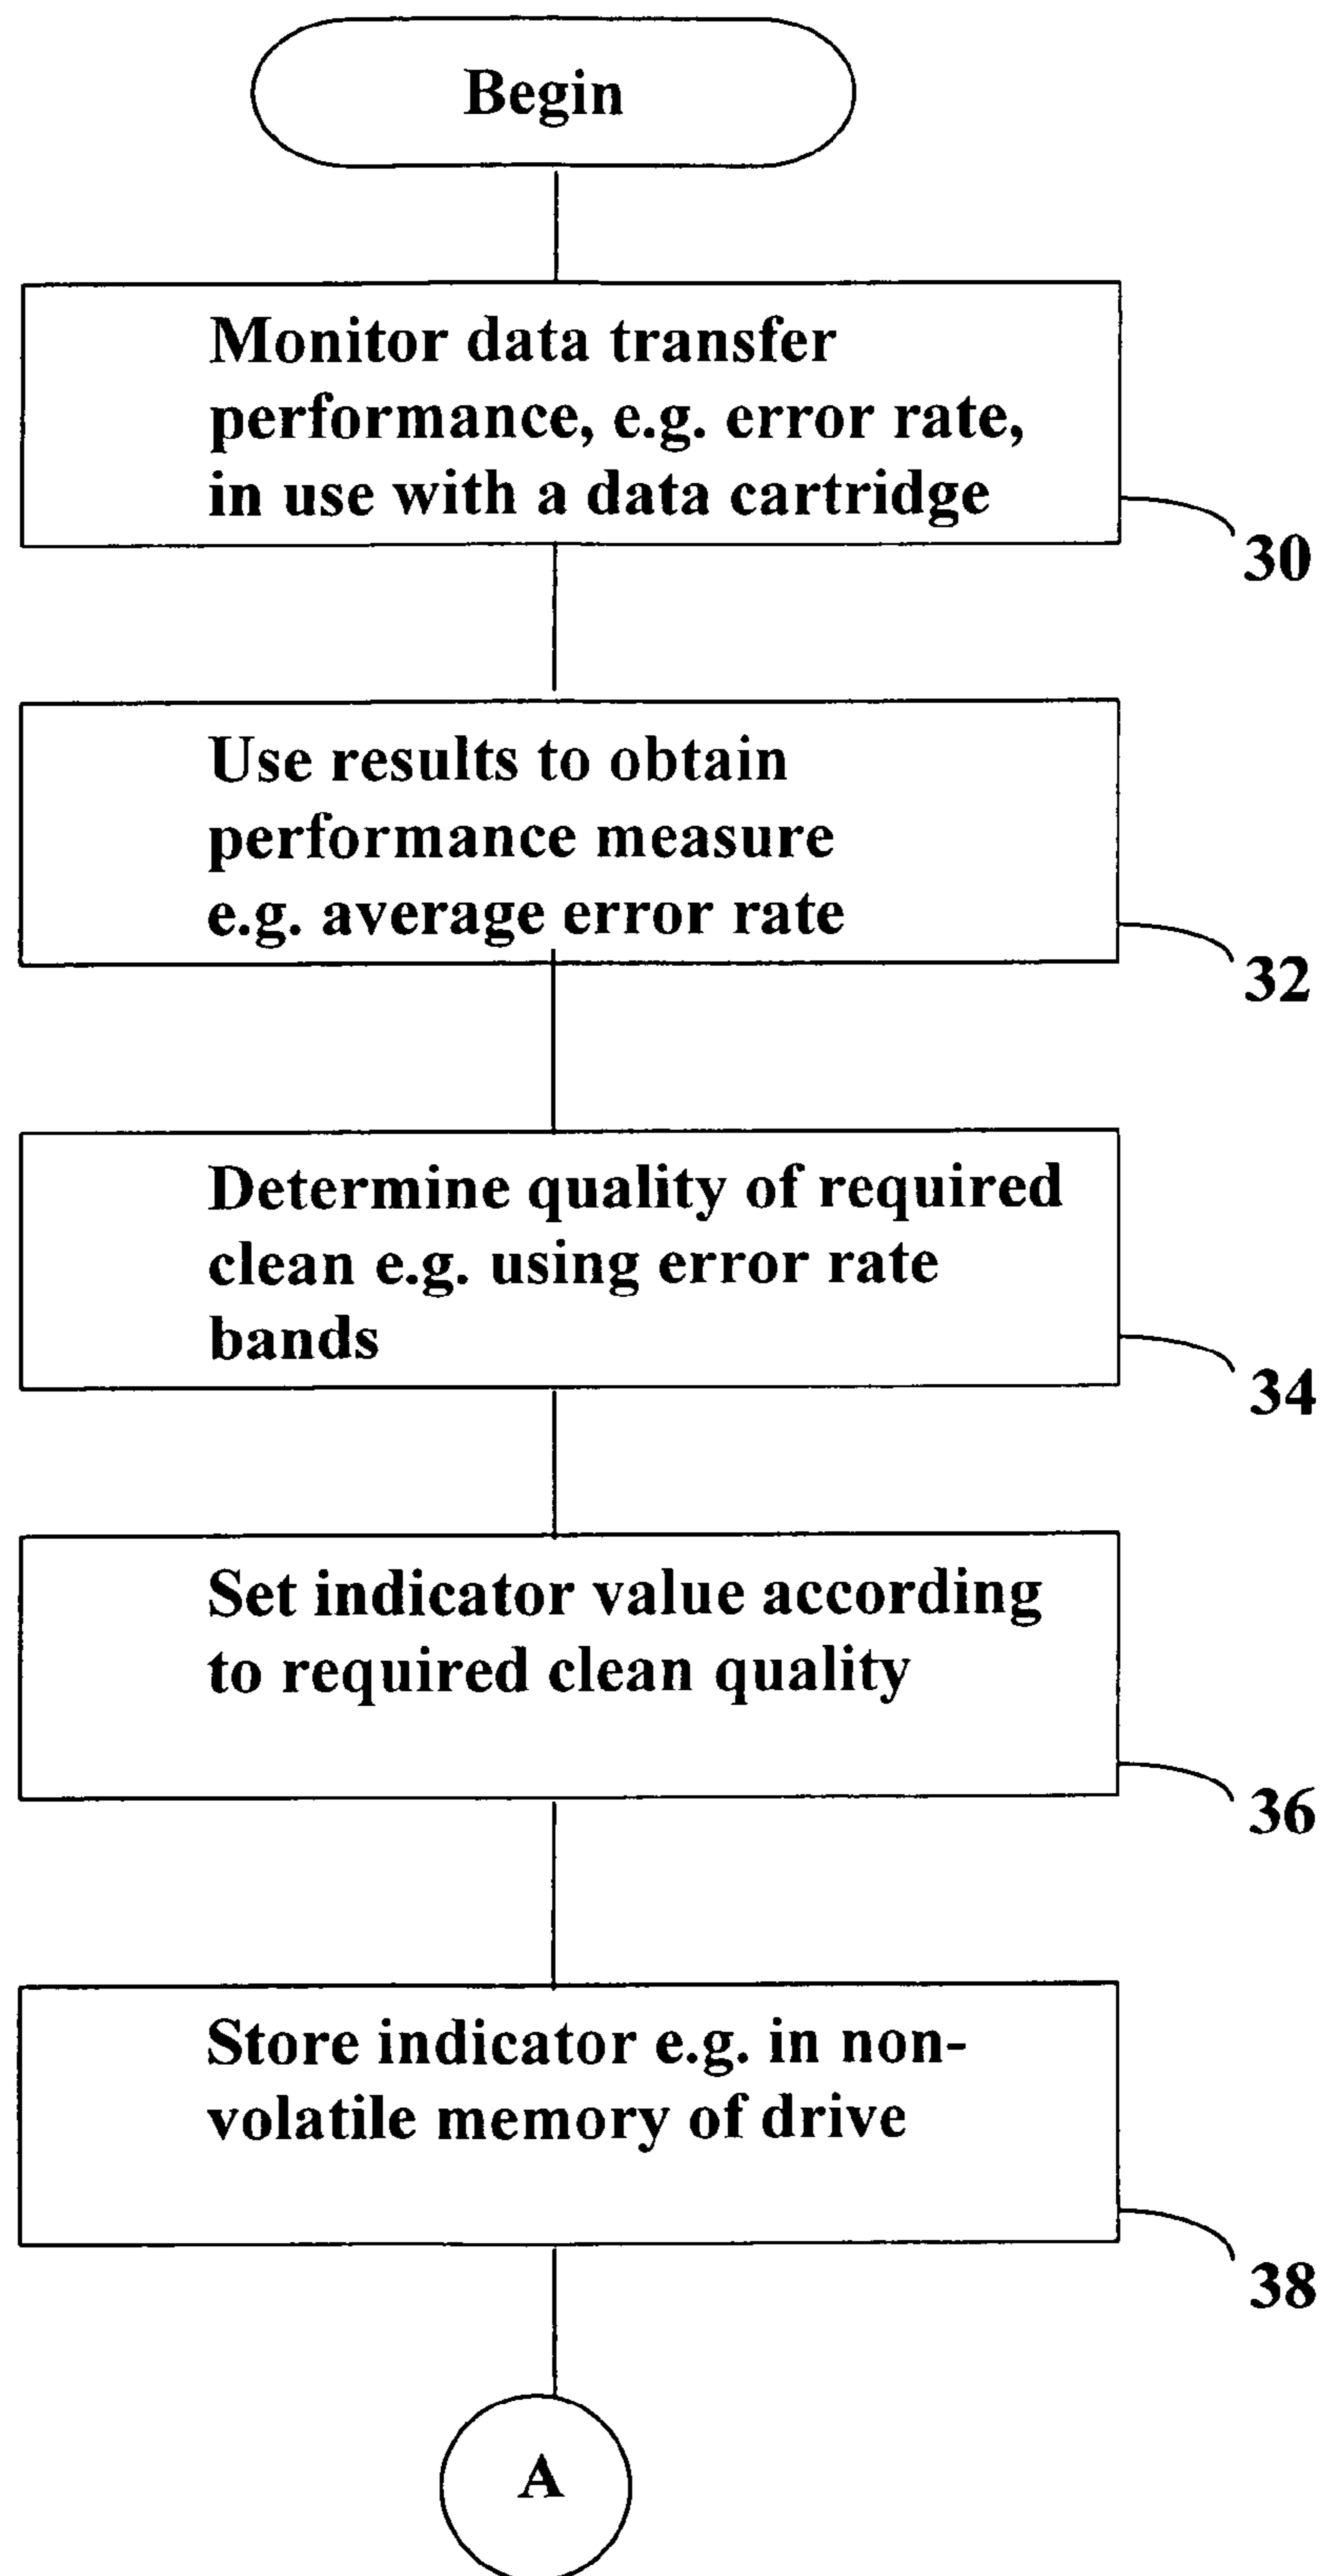 Begin
Monitor data transfer
performance, e.g. error rate,
in use with a data cartridge
30
Use results to obtain
performance measure
e.g. average error rate
32
Determine quality of required
clean e.g. using error rate
bands
34
Set indicator value according
to required clean quality
36
Store indicator e.g. in non-
volatile memory of drive
38
A